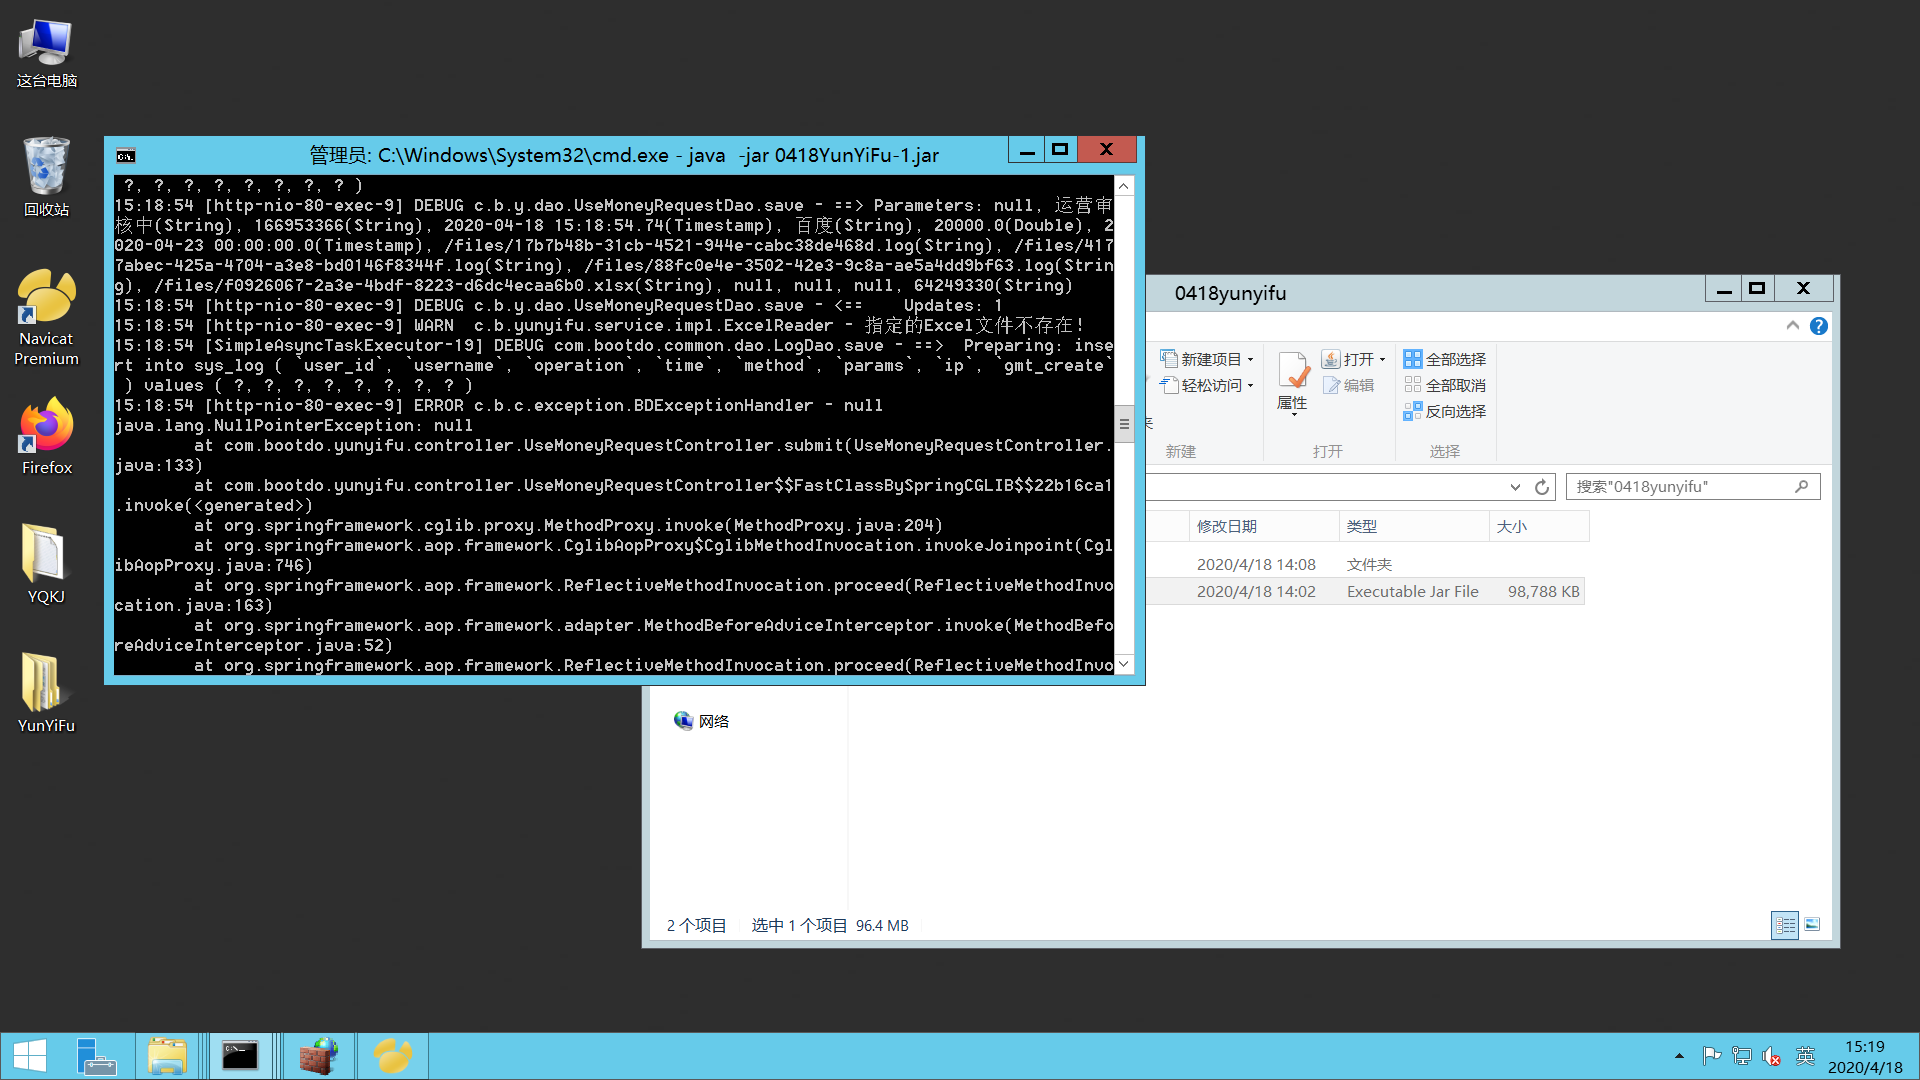 这台电脑
回收站
Navicat
Premium
Firefox
YQKJ
YunYiFu
管理员: C:\Windows\System32\cmd.exe - java  -jar 0418YunYiFu-1.jar
 ?, ?, ?, ?, ?, ?, ?, ? )
15:18:54 [http-nio-80-exec-9] DEBUG c.b.y.dao.UseMoneyRequestDao.save - ==> Parameters: null, 运营审
核中(String), 166953366(String), 2020-04-18 15:18:54.74(Timestamp), 百度(String), 20000.0(Double), 2
020-04-23 00:00:00.0(Timestamp), /files/17b7b48b-31cb-4521-944e-cabc38de468d.log(String), /files/417
7abec-425a-4704-a3e8-bd0146f8344f.log(String), /files/88fc0e4e-3502-42e3-9c8a-ae5a4dd9bf63.log(Strin
g), /files/f0926067-2a3e-4bdf-8223-d6dc4ecaa6b0.xlsx(String), null, null, null, 64249330(String)
15:18:54 [http-nio-80-exec-9] DEBUG c.b.y.dao.UseMoneyRequestDao.save - <==    Updates: 1
15:18:54 [http-nio-80-exec-9] WARN  c.b.yunyifu.service.impl.ExcelReader - 指定的Excel文件不存在!
15:18:54 [SimpleAsyncTaskExecutor-19] DEBUG com.bootdo.common.dao.LogDao.save - ==>  Preparing: inse
rt into sys_log ( `user_id`, `username`, `operation`, `time`, `method`, `params`, `ip`, `gmt_create`
 ) values ( ?, ?, ?, ?, ?, ?, ?, ? )
15:18:54 [http-nio-80-exec-9] ERROR c.b.c.exception.BDExceptionHandler - null
java.lang.NullPointerException: null
        at com.bootdo.yunyifu.controller.UseMoneyRequestController.submit(UseMoneyRequestController.
java:133)
        at com.bootdo.yunyifu.controller.UseMoneyRequestController$$FastClassBySpringCGLIB$$22b16ca1
.invoke(<generated>)
        at org.springframework.cglib.proxy.MethodProxy.invoke(MethodProxy.java:204)
        at org.springframework.aop.framework.CglibAopProxy$CglibMethodInvocation.invokeJoinpoint(Cgl
ibAopProxy.java:746)
        at org.springframework.aop.framework.ReflectiveMethodInvocation.proceed(ReflectiveMethodInvo
cation.java:163)
        at org.springframework.aop.framework.adapter.MethodBeforeAdviceInterceptor.invoke(MethodBefo
reAdviceInterceptor.java:52)
        at org.springframework.aop.framework.ReflectiveMethodInvocation.proceed(ReflectiveMethodInvo
0418yunyifu
新建项目
轻松访问
新建
属性
打开
编辑
打开
全部选择
全部取消
反向选择
选择
搜索"0418yunyifu"
修改日期 类型 大小
2020/4/18 14:08 文件夹
2020/4/18 14:02 Executable Jar File 98,788 KB
网络
2 个项目 选中 1 个项目 96.4 MB
英
15:19
2020/4/18